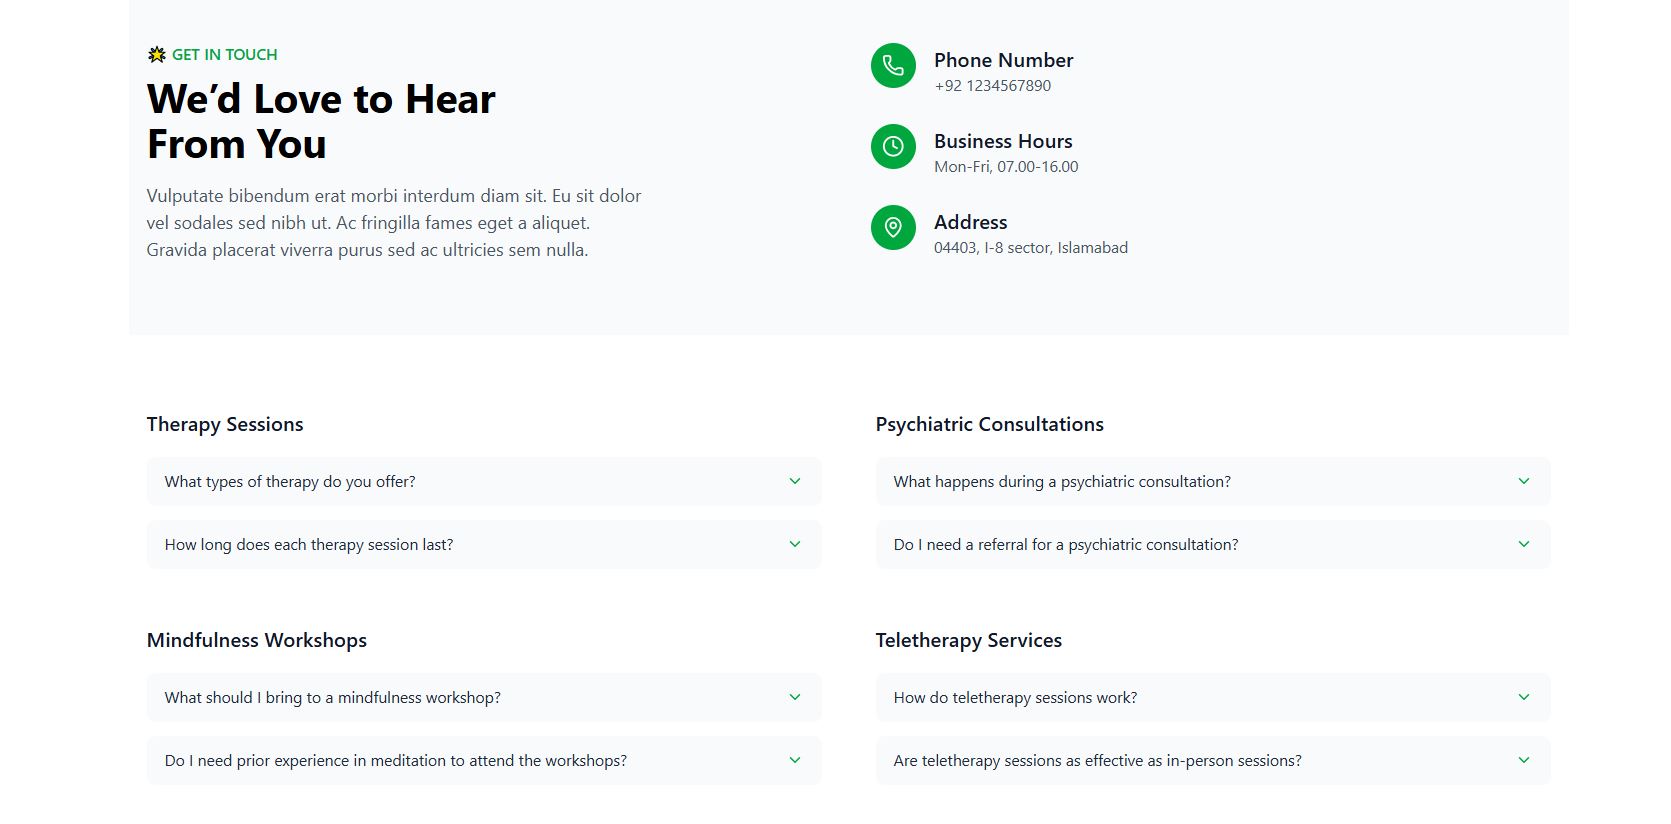 GET IN TOUCH
We’d Love to Hear
From You
Vulputate bibendum erat morbi interdum diam sit. Eu sit dolor
vel sodales sed nibh ut. Ac fringilla fames eget a aliquet.
Gravida placerat viverra purus sed ac ultricies sem nulla.
Phone Number
+92 1234567890
Business Hours
Mon-Fri, 07.00-16.00
Address
04403, I-8 sector, Islamabad
Therapy Sessions
What types of therapy do you offer?
How long does each therapy session last?
Psychiatric Consultations
What happens during a psychiatric consultation?
Do I need a referral for a psychiatric consultation?
Mindfulness Workshops
What should I bring to a mindfulness workshop?
Do I need prior experience in meditation to attend the workshops?
Teletherapy Services
How do teletherapy sessions work?
Are teletherapy sessions as effective as in-person sessions?